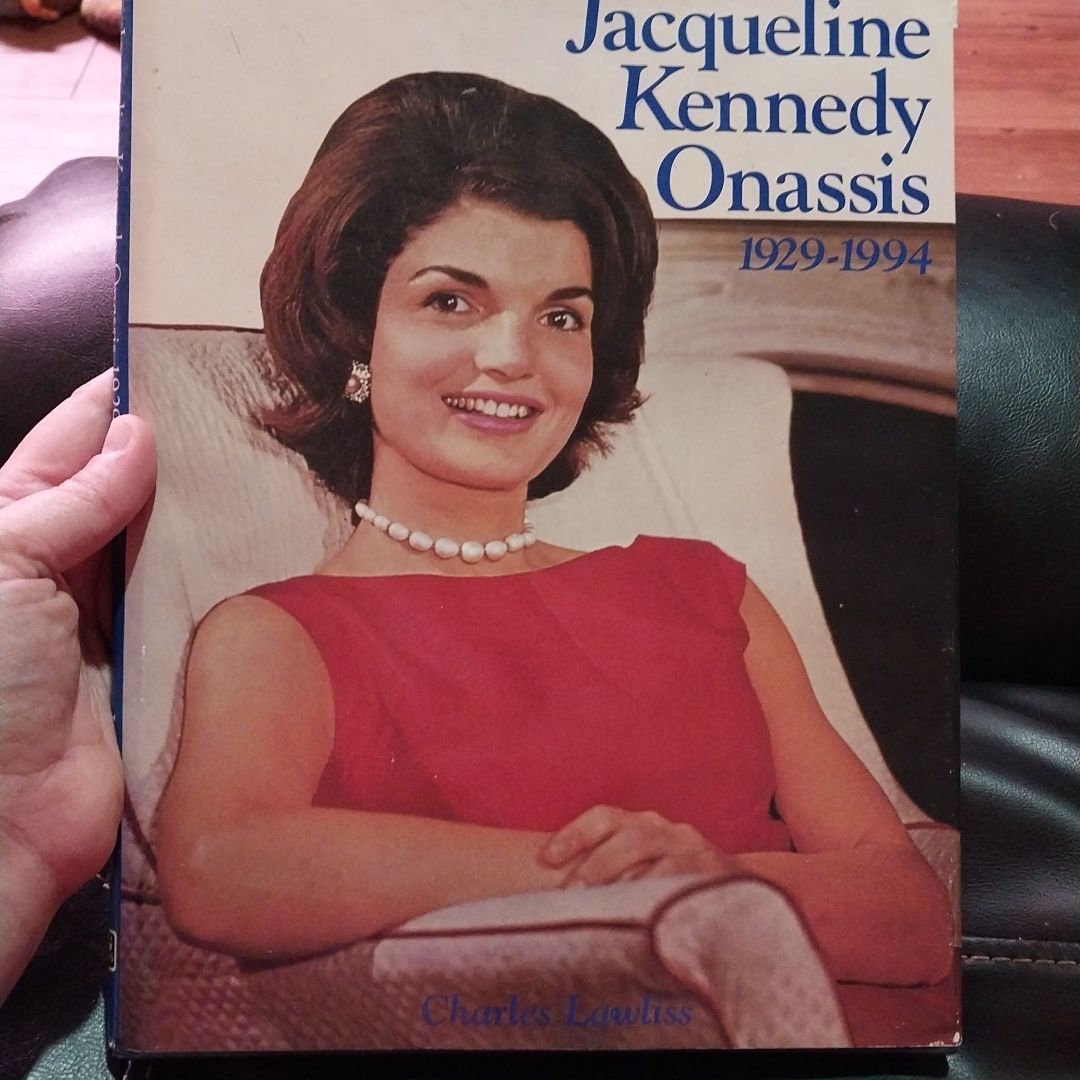 Jacqueline
Kennedy
Onassis
1929-1994
Charles Lawliss